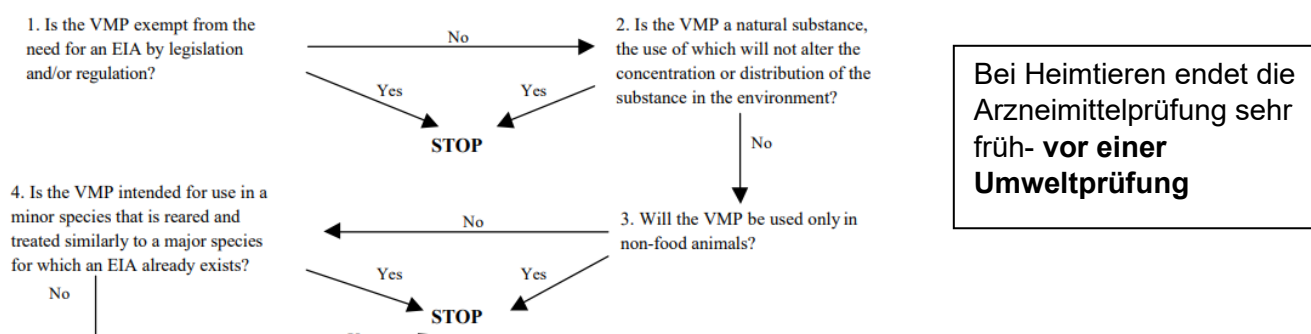 1. Is the VMP exempt from the
need for an EIA by legislation
and/or regulation?
No
2. Is the VMP a natural substance,
the use of which will not alter the
concentration or distribution of the
substance in the environment?
Yes
Yes
STOP
No
Bei Heimtieren endet die
Arzneimittelprüfung sehr
früh- vor einer
Umweltprüfung
3. Will the VMP be used only in
non-food animals?
No
4. Is the VMP intended for use in a
minor species that is reared and
treated similarly to a major species
for which an EIA already exists?
Yes
Yes
STOP
No